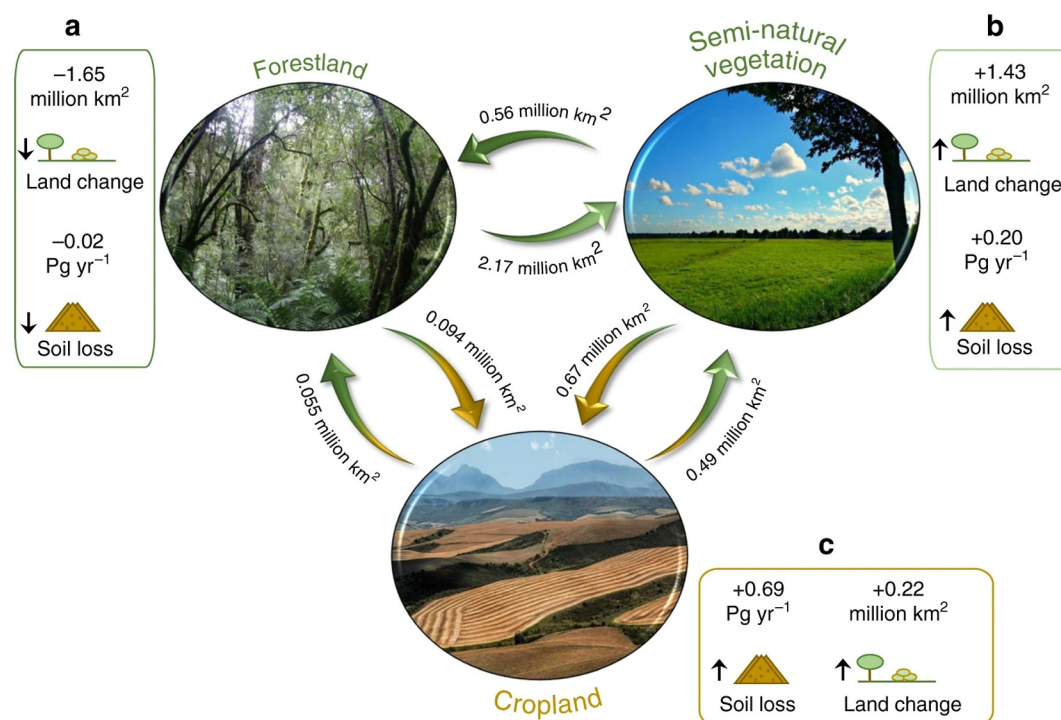 a
−1.65
million km²
Land change
−0.02
Pg yr⁻¹
Soil loss
Forestland
Semi-natural
vegetation
b
+1.43
million km²
Land change
+0.20
Pg yr⁻¹
Soil loss
0.56 million km²
2.17 million km²
0.094 million km²
0.055 million km²
0.67 million km²
0.49 million km²
Cropland
c
+0.69
Pg yr⁻¹
Soil loss
+0.22
million km²
Land change